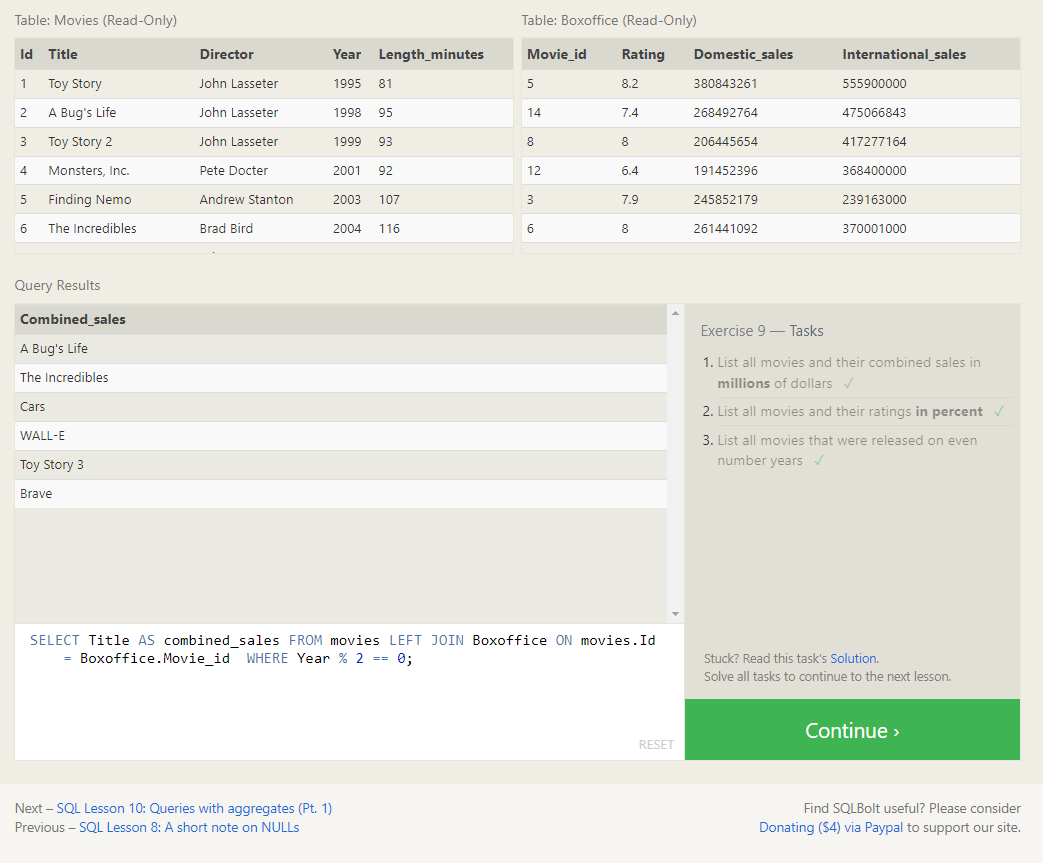 Table: Movies (Read-Only)
Table: Boxoffice (Read-Only)
Id Title Director Year Length_minutes
1 Toy Story John Lasseter 1995 81
2 A Bug's Life John Lasseter 1998 95
3 Toy Story 2 John Lasseter 1999 93
4 Monsters, Inc. Pete Docter 2001 92
5 Finding Nemo Andrew Stanton 2003 107
6 The Incredibles Brad Bird 2004 116
Movie_id Rating Domestic_sales International_sales
5 8.2 380843261 555900000
14 7.4 268492764 475066843
8 8 206445654 417277164
12 6.4 191452396 368400000
3 7.9 245852179 239163000
6 8 261441092 370001000
Query Results
Combined_sales
A Bug's Life
The Incredibles
Cars
WALL-E
Toy Story 3
Brave
SELECT Title AS combined_sales FROM movies LEFT JOIN Boxoffice ON movies.Id
= Boxoffice.Movie_id WHERE Year % 2 == 0;
RESET
Exercise 9 — Tasks
1. List all movies and their combined sales in
millions of dollars ✓
2. List all movies and their ratings in percent ✓
3. List all movies that were released on even
number years ✓
Stuck? Read this task's Solution.
Solve all tasks to continue to the next lesson.
Continue ›
Next – SQL Lesson 10: Queries with aggregates (Pt. 1)
Previous – SQL Lesson 8: A short note on NULLs
Find SQLBolt useful? Please consider
Donating ($4) via Paypal to support our site.